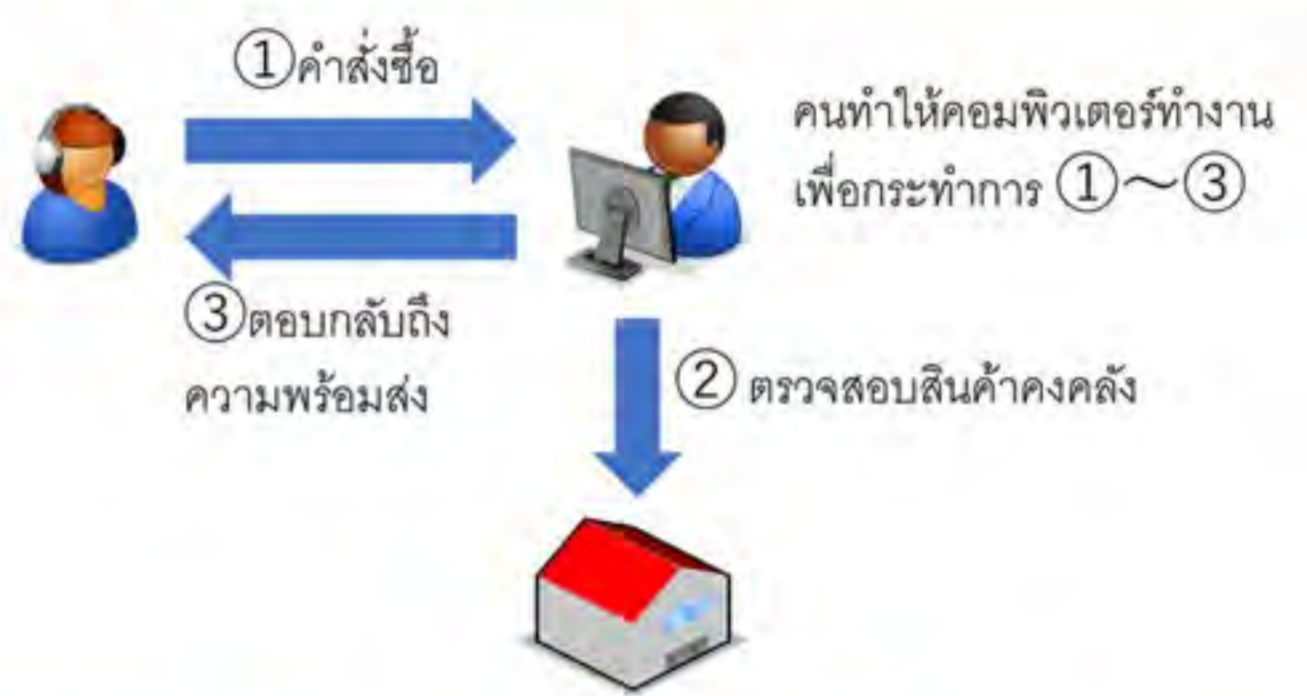 ①คำสั่งซื้อ
คนทำให้คอมพิวเตอร์ทำงาน
เพื่อกระทำการ ①～③
③ตอบกลับถึง
ความพร้อมส่ง
② ตรวจสอบสินค้าคงคลัง